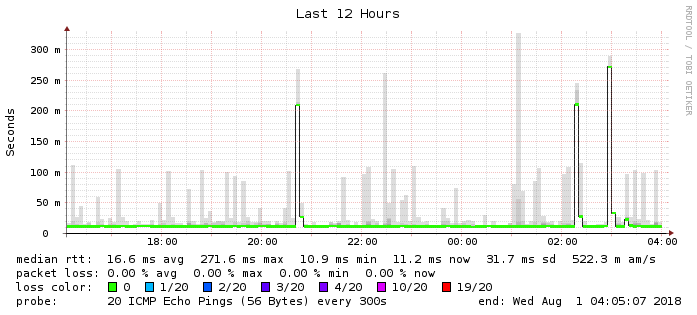 Last 12 Hours
RRDTOOL / TOBI OETIKER
Seconds
300 m
250 m
200 m
150 m
100 m
50 m
0
18:00 20:00 22:00 00:00 02:00 04:00
median rtt: 16.6 ms avg 271.6 ms max 10.9 ms min 11.2 ms now 31.7 ms sd 522.3 m am/s
packet loss: 0.00 % avg 0.00 % max 0.00 % min 0.00 % now
loss color: 0 1/20 2/20 3/20 4/20 10/20 19/20
probe: 20 ICMP Echo Pings (56 Bytes) every 300s end: Wed Aug 1 04:05:07 2018